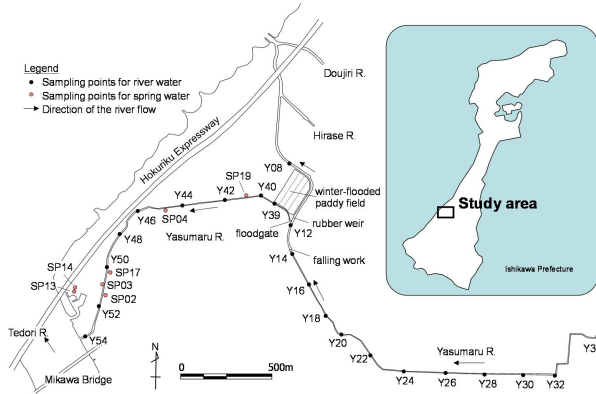 Legend
Sampling points for river water
Sampling points for spring water
Direction of the river flow
Doujiri R.
Hirase R.
Hokuriku Expressway
Y08
SP19
Y44
Y42
Y40
winter-flooded
paddy field
Y46
SP04
Y39
rubber weir
floodgate
Y12
Yasumaru R.
Y48
Y14
falling work
Y50
SP14
SP17
SP13
SP03
SP02
Y16
Y52
Y18
Tedori R.
Y54
Y20
Y22
Mikawa Bridge
N
0
500m
Yasumaru R.
Y24
Y26
Y28
Y30
Y32
Study area
Ishikawa Prefecture